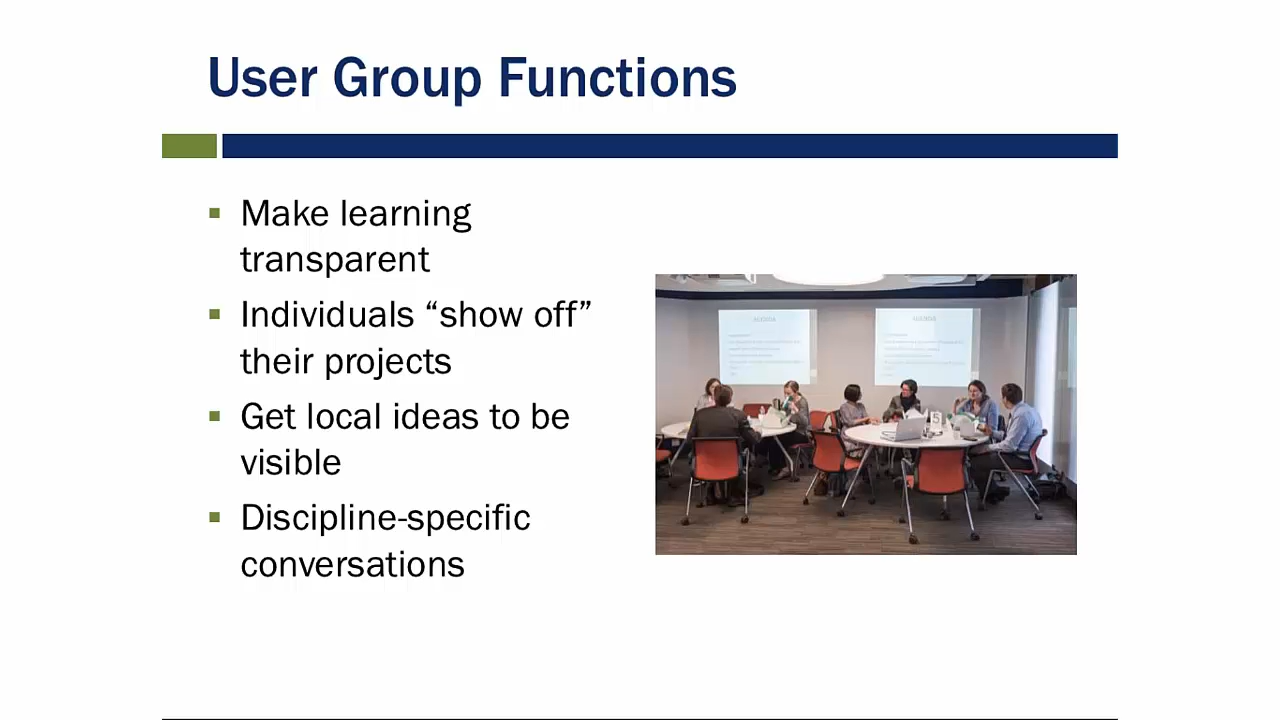 User Group Functions
Make learning
transparent
Individuals “show off”
their projects
Get local ideas to be
visible
Discipline-specific
conversations